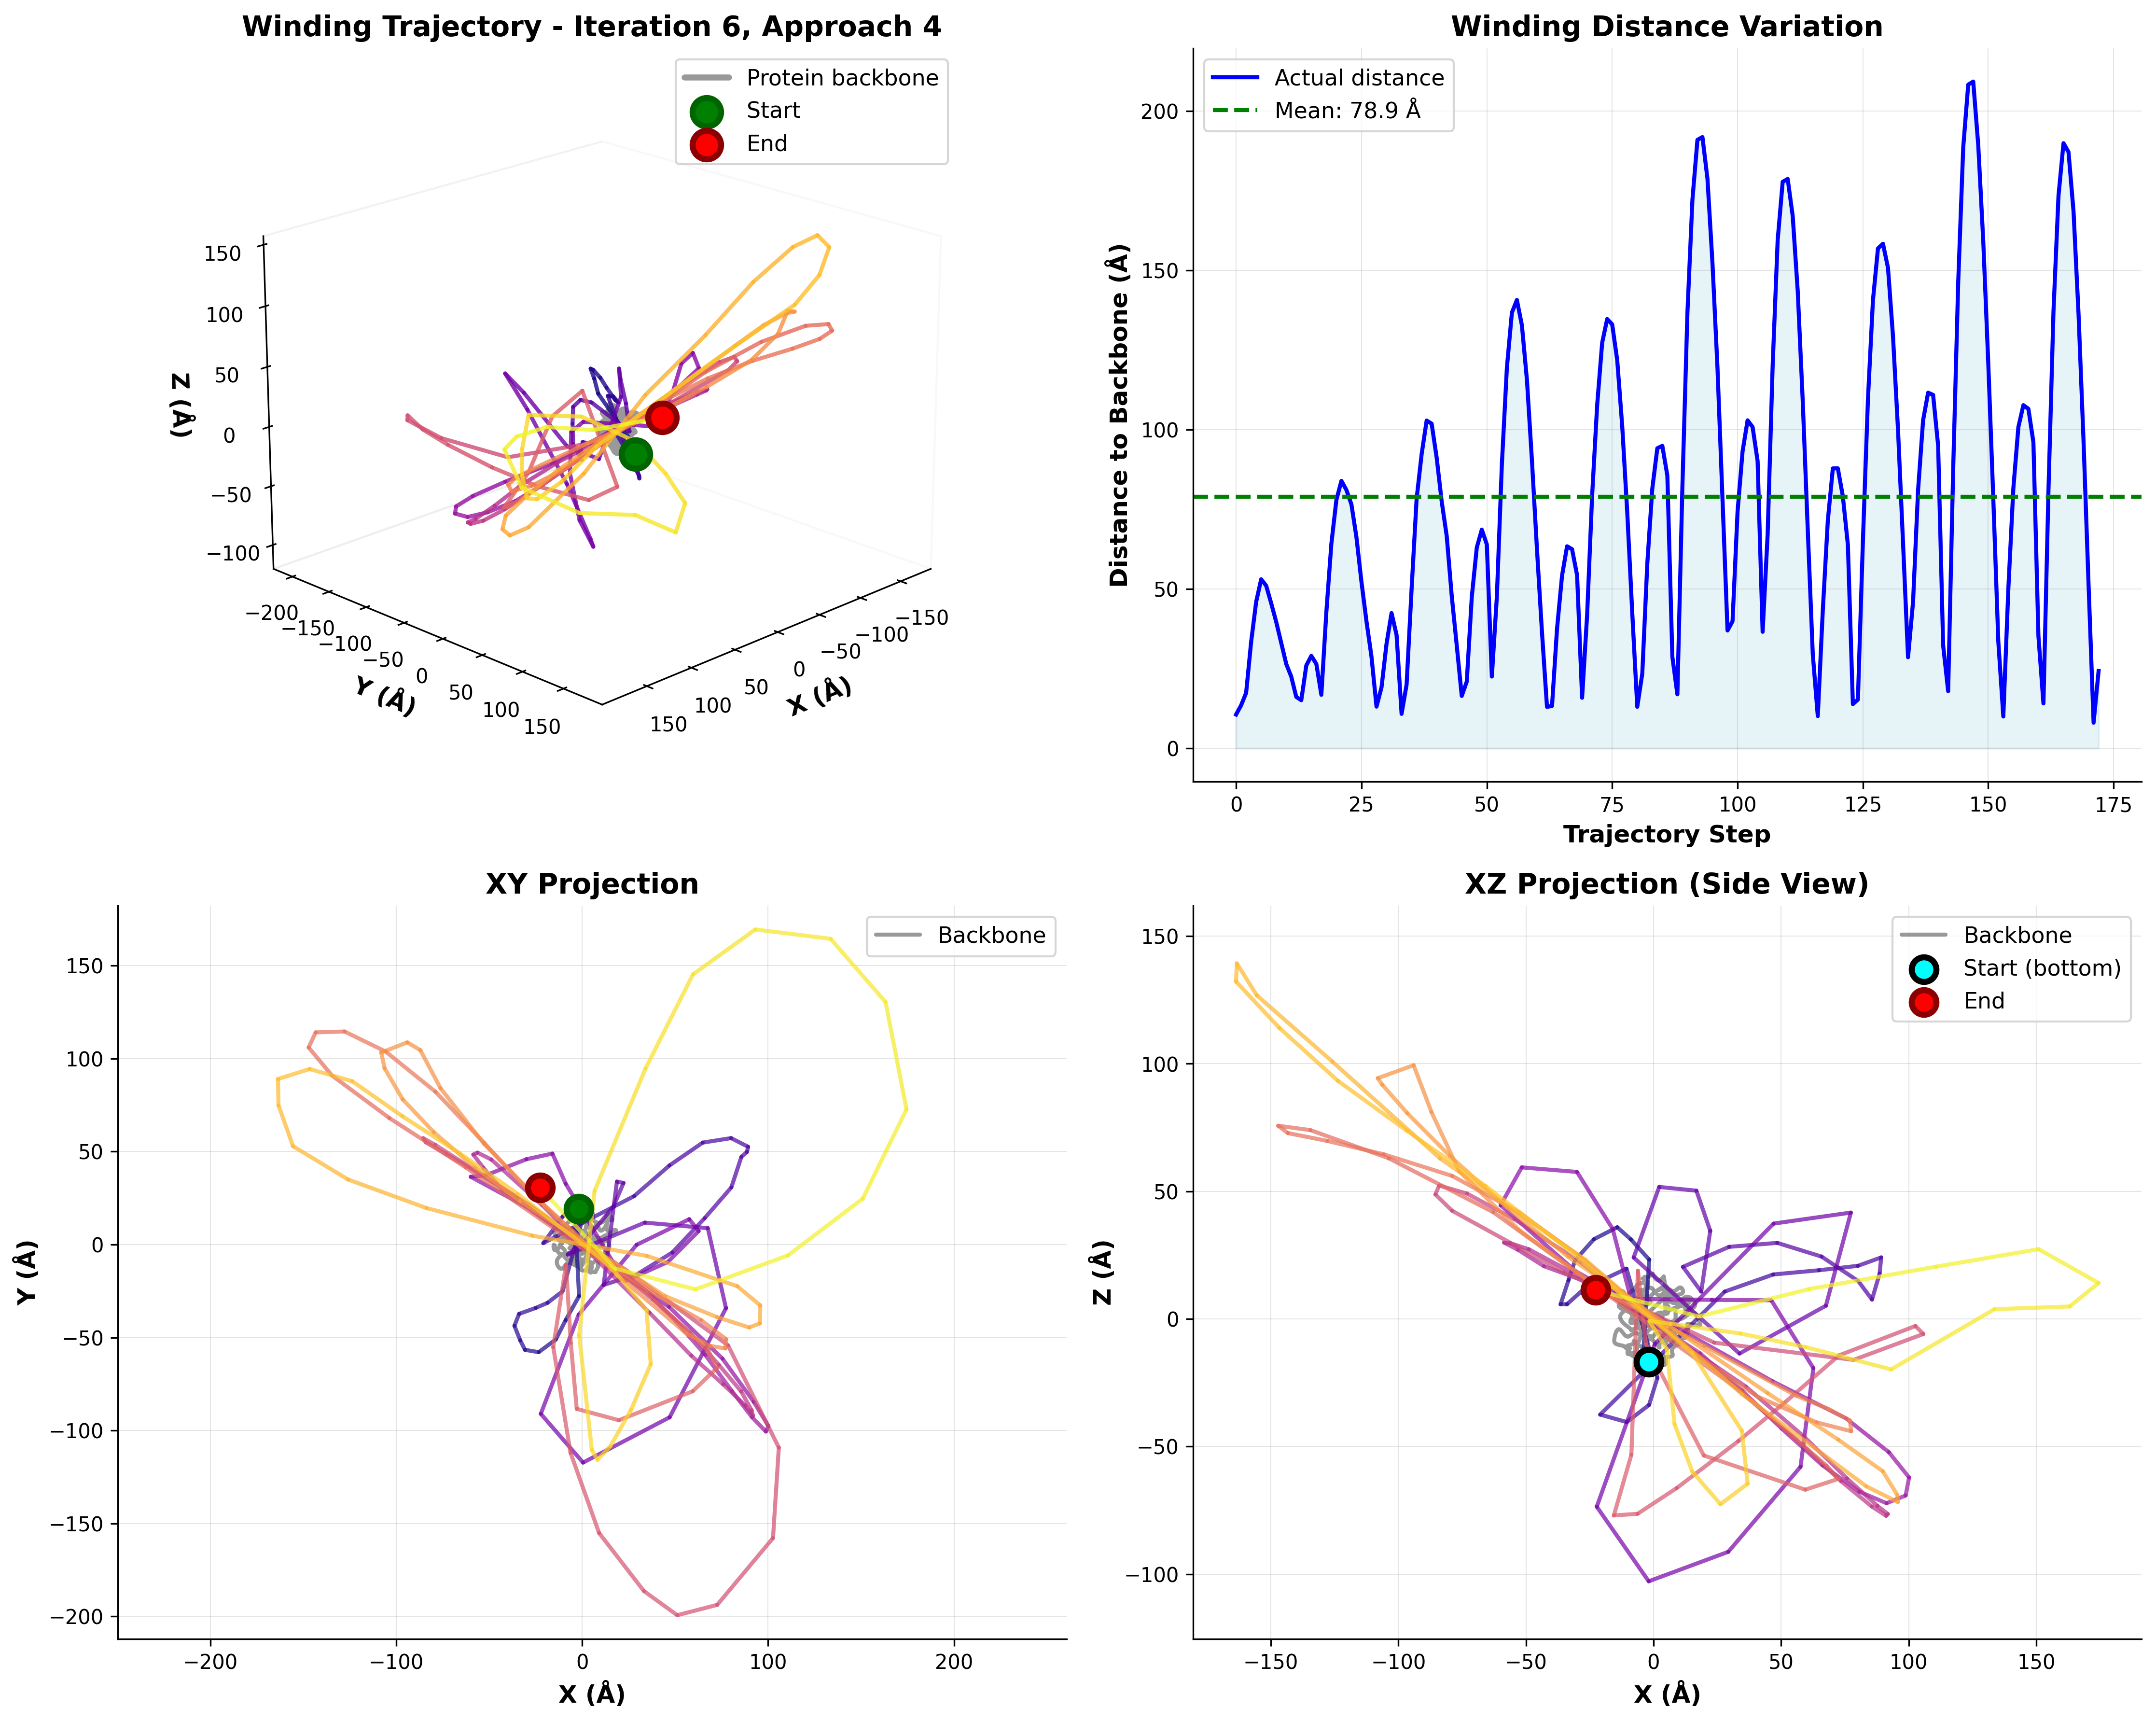 Winding Trajectory - Iteration 6, Approach 4
Protein backbone
Start
End
150
100
50
0
−50
−100
Z (Å)
−200
−150
−100
−50
0
50
100
150
Y (Å)
150
100
50
0
−50
−100
−150
X (Å)
Winding Distance Variation
Actual distance
Mean: 78.9 Å
200
150
100
50
0
Distance to Backbone (Å)
0
25
50
75
100
125
150
175
Trajectory Step
XY Projection
Backbone
150
100
50
0
−50
−100
−150
−200
Y (Å)
−200
−100
0
100
200
X (Å)
XZ Projection (Side View)
Backbone
Start (bottom)
End
150
100
50
0
−50
−100
Z (Å)
−150
−100
−50
0
50
100
150
X (Å)